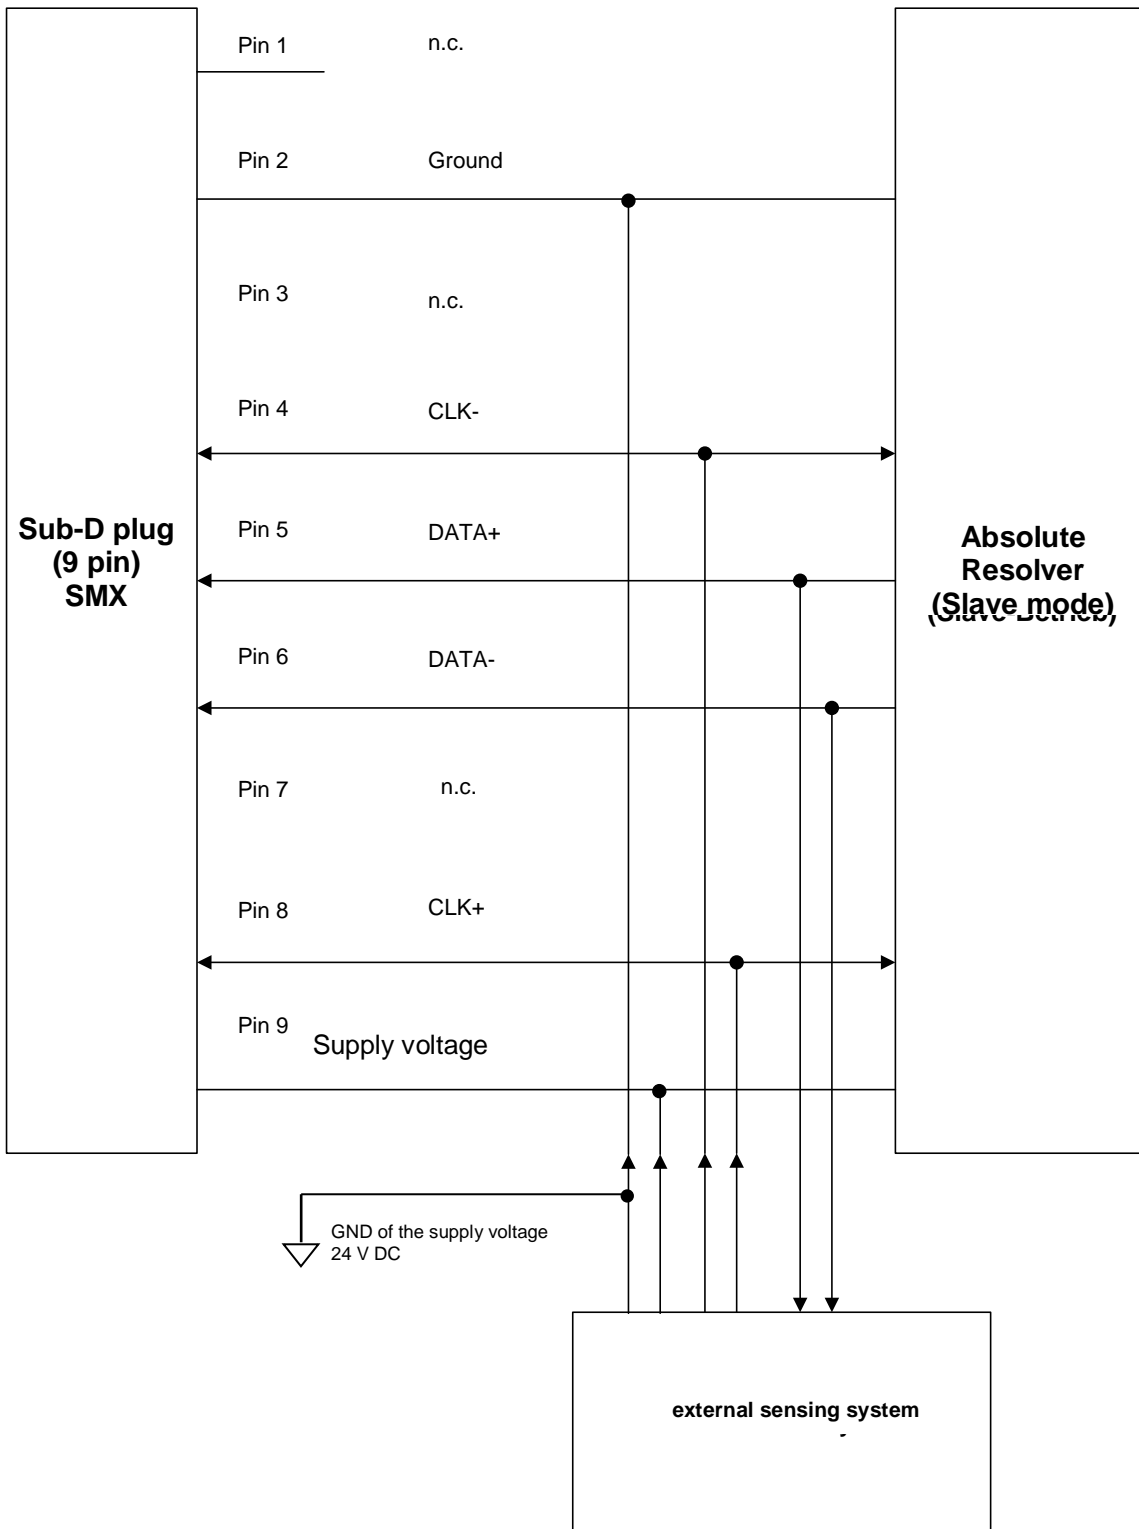 Pin 1 n.c.
Pin 2 Ground
Pin 3 n.c.
Pin 4 CLK-
Sub-D plug
(9 pin)
SMX
Pin 5 DATA+
Absolute
Resolver
(Slave mode)
Pin 6 DATA-
Pin 7 n.c.
Pin 8 CLK+
Pin 9 Supply voltage
GND of the supply voltage
24 V DC
external sensing system